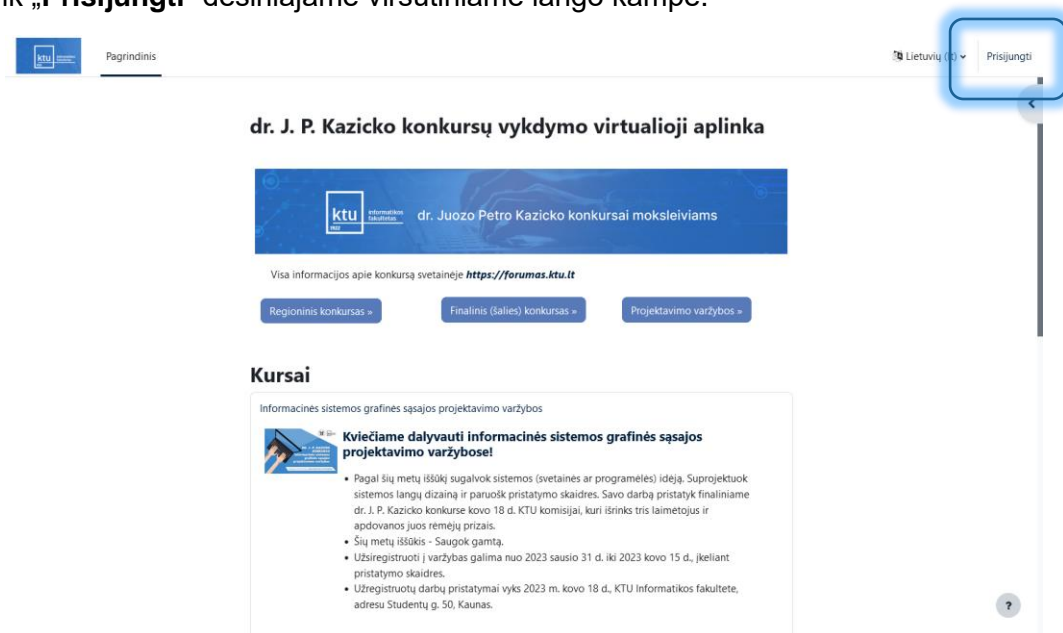 ik „Prisijungti“ dešiniajame viršutiniame lango kampe.
ktu
Pagrindinis
Lietuvių (lt)
Prisijungti
dr. J. P. Kazicko konkursų vykdymo virtualioji aplinka
ktu informatikos fakultetas
1922
dr. Juozo Petro Kazicko konkursai moksleiviams
Visa informacijos apie konkursą svetainėje https://forumas.ktu.lt
Regioninis konkursas »
Finalinis (šalies) konkursas »
Projektavimo varžybos »
Kursai
Informacinės sistemos grafinės sąsajos projektavimo varžybos
Kviečiame dalyvauti informacinės sistemos grafinės sąsajos
projektavimo varžybose!
• Pagal šių metų iššūkį sugalvok sistemos (svetainės ar programėlės) idėją. Suprojektuok
sistemos langų dizainą ir paruošk pristatymo skaidres. Savo darbą pristatyk finaliniame
dr. J. P. Kazicko konkurse kovo 18 d. KTU komisijai, kuri išrinks tris laimėtojus ir
apdovanos juos rėmėjų prizais.
• Šių metų iššūkis - Saugok gamtą.
• Užsiregistruoti į varžybas galima nuo 2023 sausio 31 d. iki 2023 kovo 15 d., įkeliant
pristatymo skaidres.
• Užregistruotų darbų pristatymai vyks 2023 m. kovo 18 d., KTU Informatikos fakultete,
adresu Studentų g. 50, Kaunas.
?